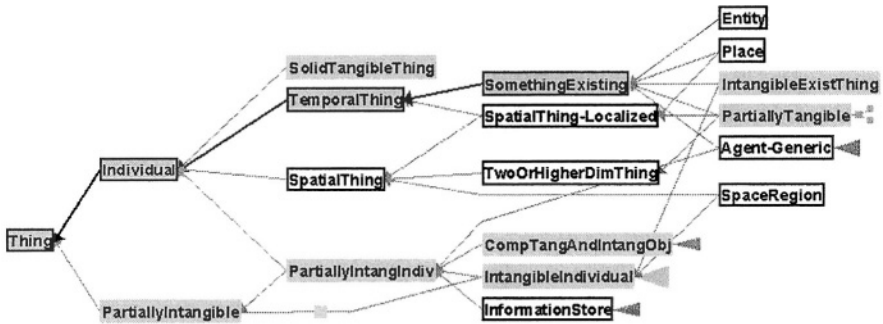 Entity
Place
SolidTangibleThing
SomethingExisting
IntangibleExistThing
TemporalThing
SpatialThing-Localized
PartiallyTangible
Agent-Generic
Individual
SpatialThing
TwoOrHigherDimThing
SpaceRegion
Thing
CompTangAndIntangObj
PartiallyIntangIndiv
IntangibleIndividual
PartiallyIntangible
InformationStore